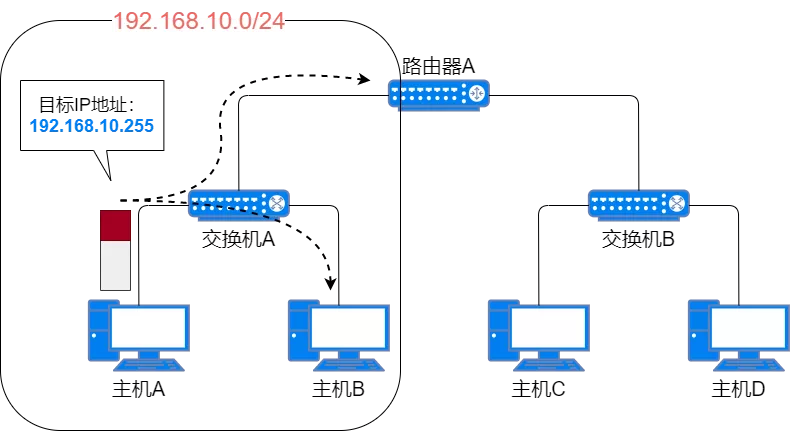 192.168.10.0/24
路由器A
目标IP地址：
192.168.10.255
交换机A
交换机B
主机A
主机B
主机C
主机D